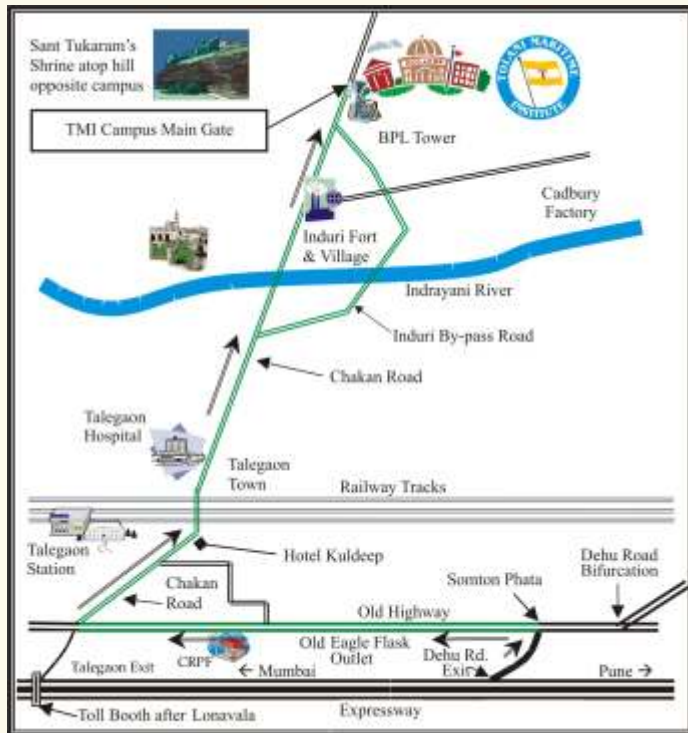 Sant Tukaram's
Shrine atop hill
opposite campus
TOLANI MARITIME
INSTITUTE
TMI Campus Main Gate
BPL Tower
Cadbury
Factory
Induri Fort
& Village
Indrayani River
Induri By-pass Road
Chakan Road
Talegaon
Hospital
Talegaon
Town
Railway Tracks
Talegaon
Station
Hotel Kuldeep
Dehu Road
Bifurcation
Somton Phata
Chakan
Road
Old Highway
Old Eagle Flask
Outlet
CRPF
Dehu Rd.
Exit
Talegaon Exit
← Mumbai
Pune →
Toll Booth after Lonavala
Expressway